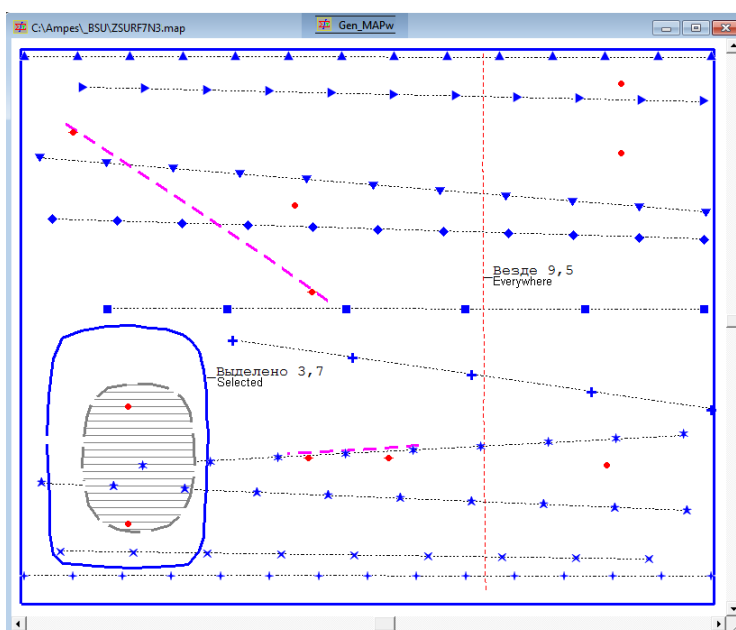 C:\Ampes\_BSU\ZSURF7N3.map
Gen_MAPw
Везде 9,5
Everywhere
Выделено 3,7
Selected